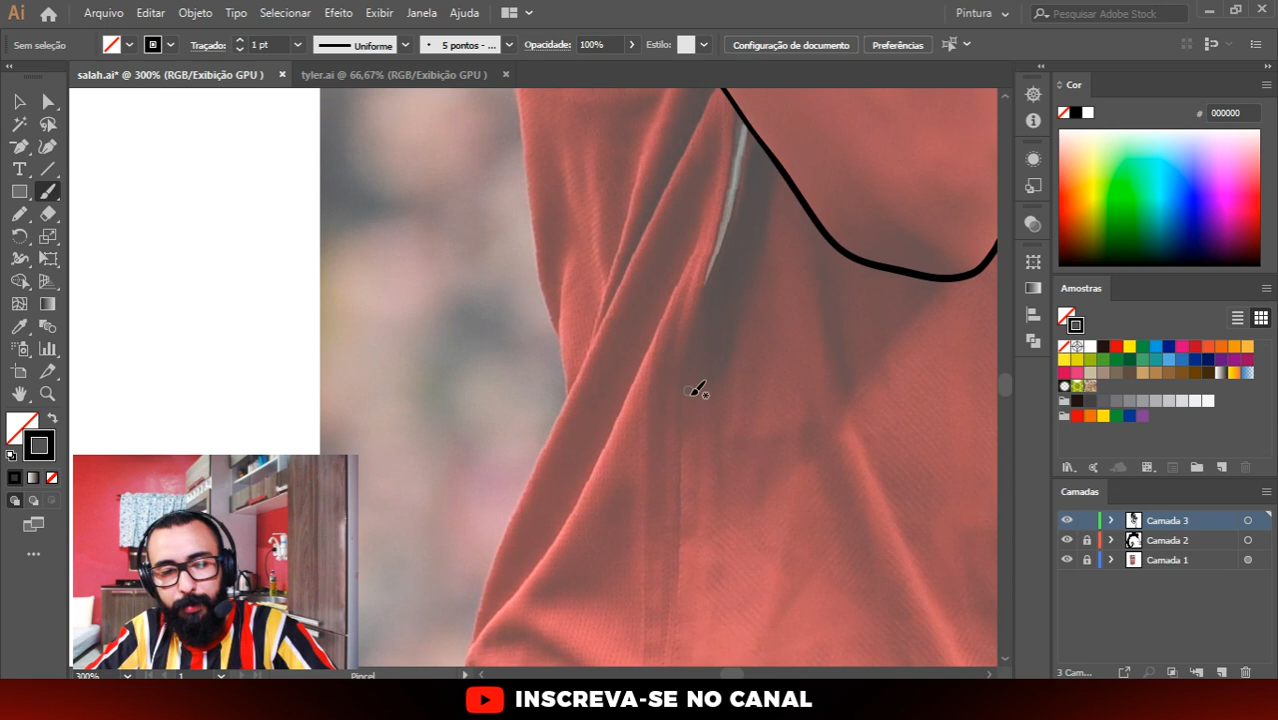 Ai Arquivo Editar Objeto Tipo Selecionar Efeito Exibir Janela Ajuda Pintura Pesquisar Adobe Stock
Sem seleção Traçado: 1 pt Uniforme 5 pontos - ... Opacidade: 100% Estilo: Configuração de documento Preferências
salah.ai* @ 300% (RGB/Exibição GPU ) tyler.ai @ 66,67% (RGB/Exibição GPU )
Cor
# 000000
Amostras
Camadas
Camada 3
Camada 2
Camada 1
300% 1 Pincel 3 Cam...
INSCREVA-SE NO CANAL